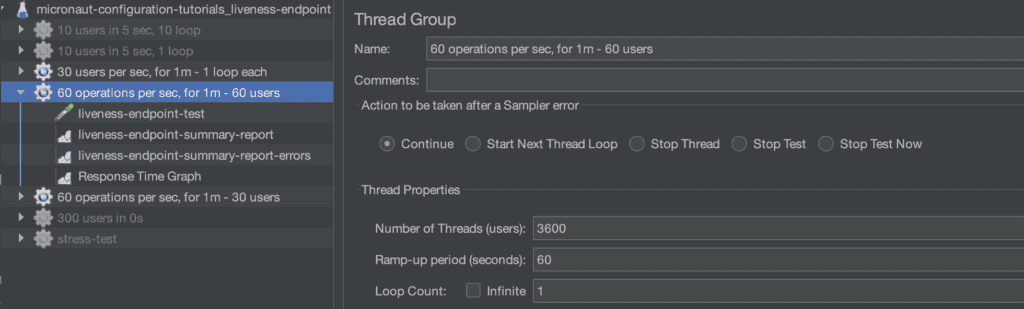 micronaut-configuration-tutorials_liveness-endpoint
10 users in 5 sec, 10 loop
10 users in 5 sec, 1 loop
30 users per sec, for 1m - 1 loop each
60 operations per sec, for 1m - 60 users
liveness-endpoint-test
liveness-endpoint-summary-report
liveness-endpoint-summary-report-errors
Response Time Graph
60 operations per sec, for 1m - 30 users
300 users in 0s
stress-test
Thread Group
Name: 60 operations per sec, for 1m - 60 users
Comments:
Action to be taken after a Sampler error
Continue Start Next Thread Loop Stop Thread Stop Test Stop Test Now
Thread Properties
Number of Threads (users): 3600
Ramp-up period (seconds): 60
Loop Count: Infinite 1